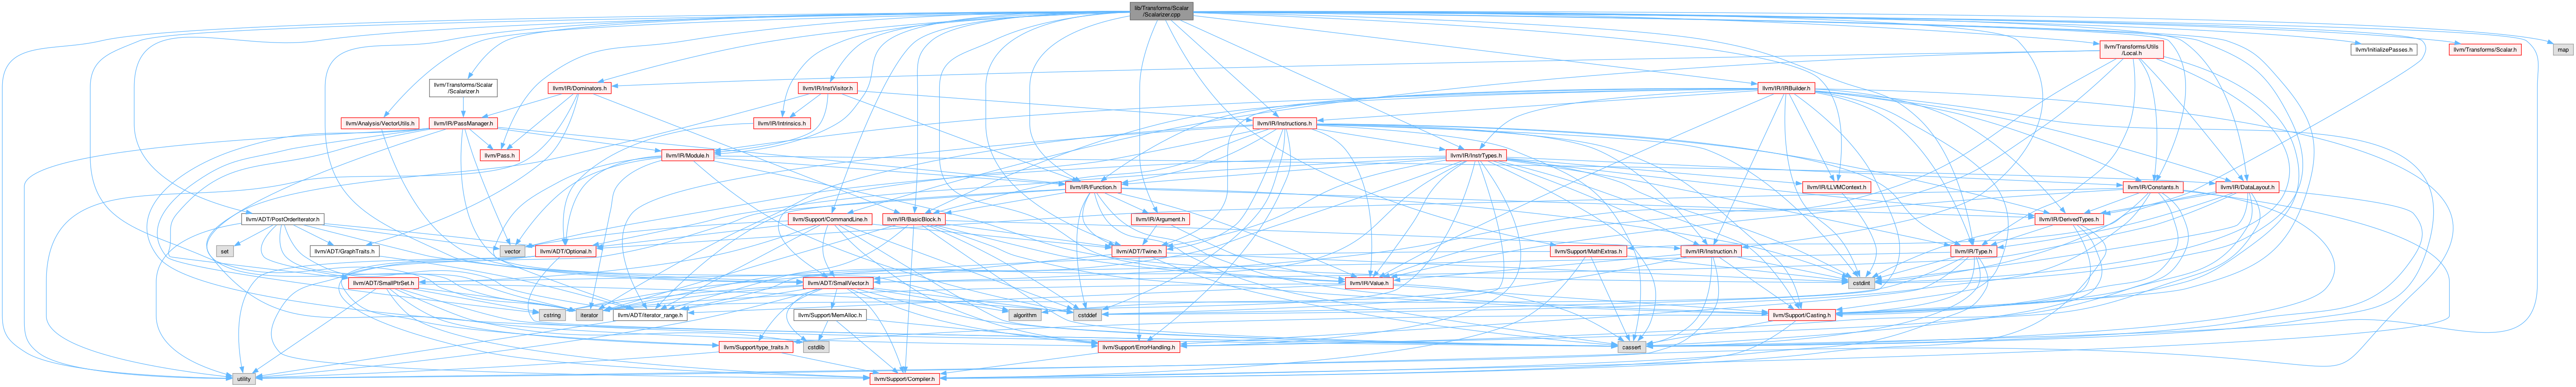 lib/Transforms/Scalar
/Scalarizer.cpp
llvm/Transforms/Utils
/Local.h
llvm/InitializePasses.h
llvm/Transforms/Scalar.h
map
llvm/Transforms/Scalar
/Scalarizer.h
llvm/IR/Dominators.h
llvm/IR/InstVisitor.h
llvm/IR/IRBuilder.h
llvm/Analysis/VectorUtils.h
llvm/IR/PassManager.h
llvm/IR/Intrinsics.h
llvm/IR/Instructions.h
llvm/Pass.h
llvm/IR/Module.h
llvm/IR/InstrTypes.h
llvm/IR/Function.h
llvm/IR/LLVMContext.h
llvm/IR/Constants.h
llvm/IR/DataLayout.h
llvm/ADT/PostOrderIterator.h
llvm/Support/CommandLine.h
llvm/IR/BasicBlock.h
llvm/IR/Argument.h
llvm/IR/DerivedTypes.h
set
llvm/ADT/GraphTraits.h
vector
llvm/ADT/Optional.h
llvm/ADT/Twine.h
llvm/Support/MathExtras.h
llvm/IR/Instruction.h
llvm/IR/Type.h
llvm/ADT/SmallPtrSet.h
llvm/ADT/SmallVector.h
llvm/IR/Value.h
cstdint
cstring
iterator
llvm/ADT/iterator_range.h
llvm/Support/MemAlloc.h
algorithm
cstddef
llvm/Support/Casting.h
llvm/Support/type_traits.h
cstdlib
llvm/Support/ErrorHandling.h
cassert
utility
llvm/Support/Compiler.h